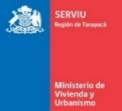 SERVIU
Región de Tarapacá
Ministerio de
Vivienda y
Urbanismo